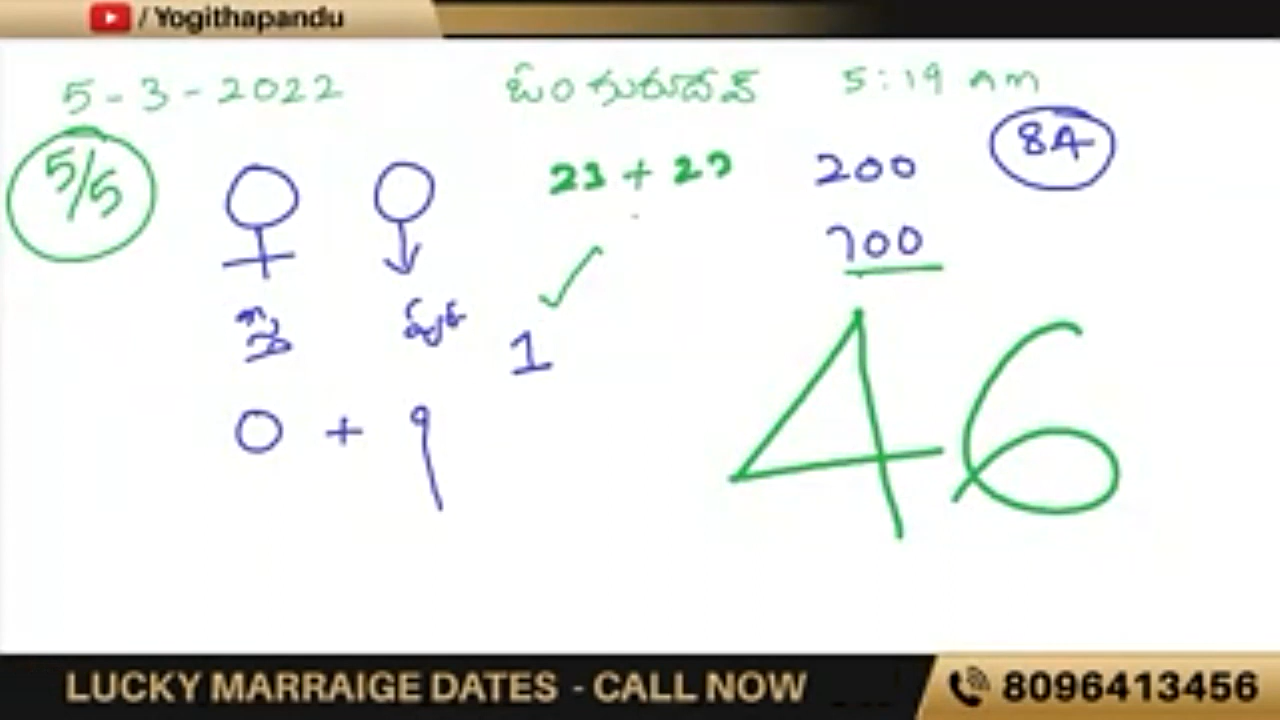 / Yogithapandu
5-3-2022 ఓం గురుదేవ్ 5:19 Am
5/5 23 + 23 200 84
700
స్త్రీ 1 46
0 + 9
LUCKY MARRAIGE DATES - CALL NOW 8096413456